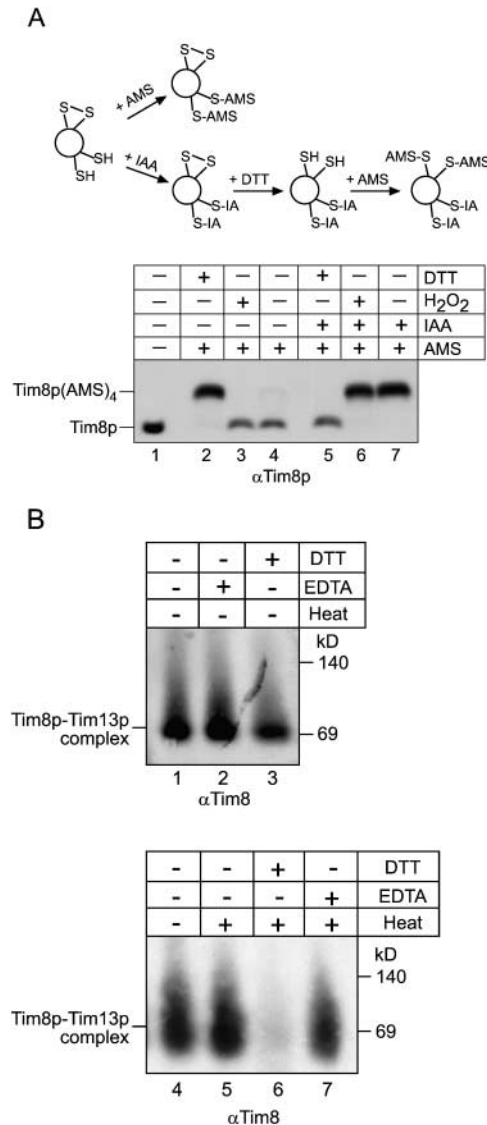 A
S-S
+ AMS
S-AMS
S-AMS
S-S
SH
SH
+ IAA
S-S
S-IA
S-IA
+ DTT
SH SH
S-IA
S-IA
+ AMS
AMS-S S-AMS
S-IA
S-IA
– + – – + – – DTT
– – + – – + – H2O2
– – – – + + + IAA
– + + + + + + AMS
Tim8p(AMS)4
Tim8p
1 2 3 4 5 6 7
αTim8p
B
- - + DTT
- + - EDTA
- - - Heat
kD
140
Tim8p-Tim13p
complex
69
1 2 3
αTim8
- - + - DTT
- - - + EDTA
- + + + Heat
kD
140
Tim8p-Tim13p
complex
69
4 5 6 7
αTim8